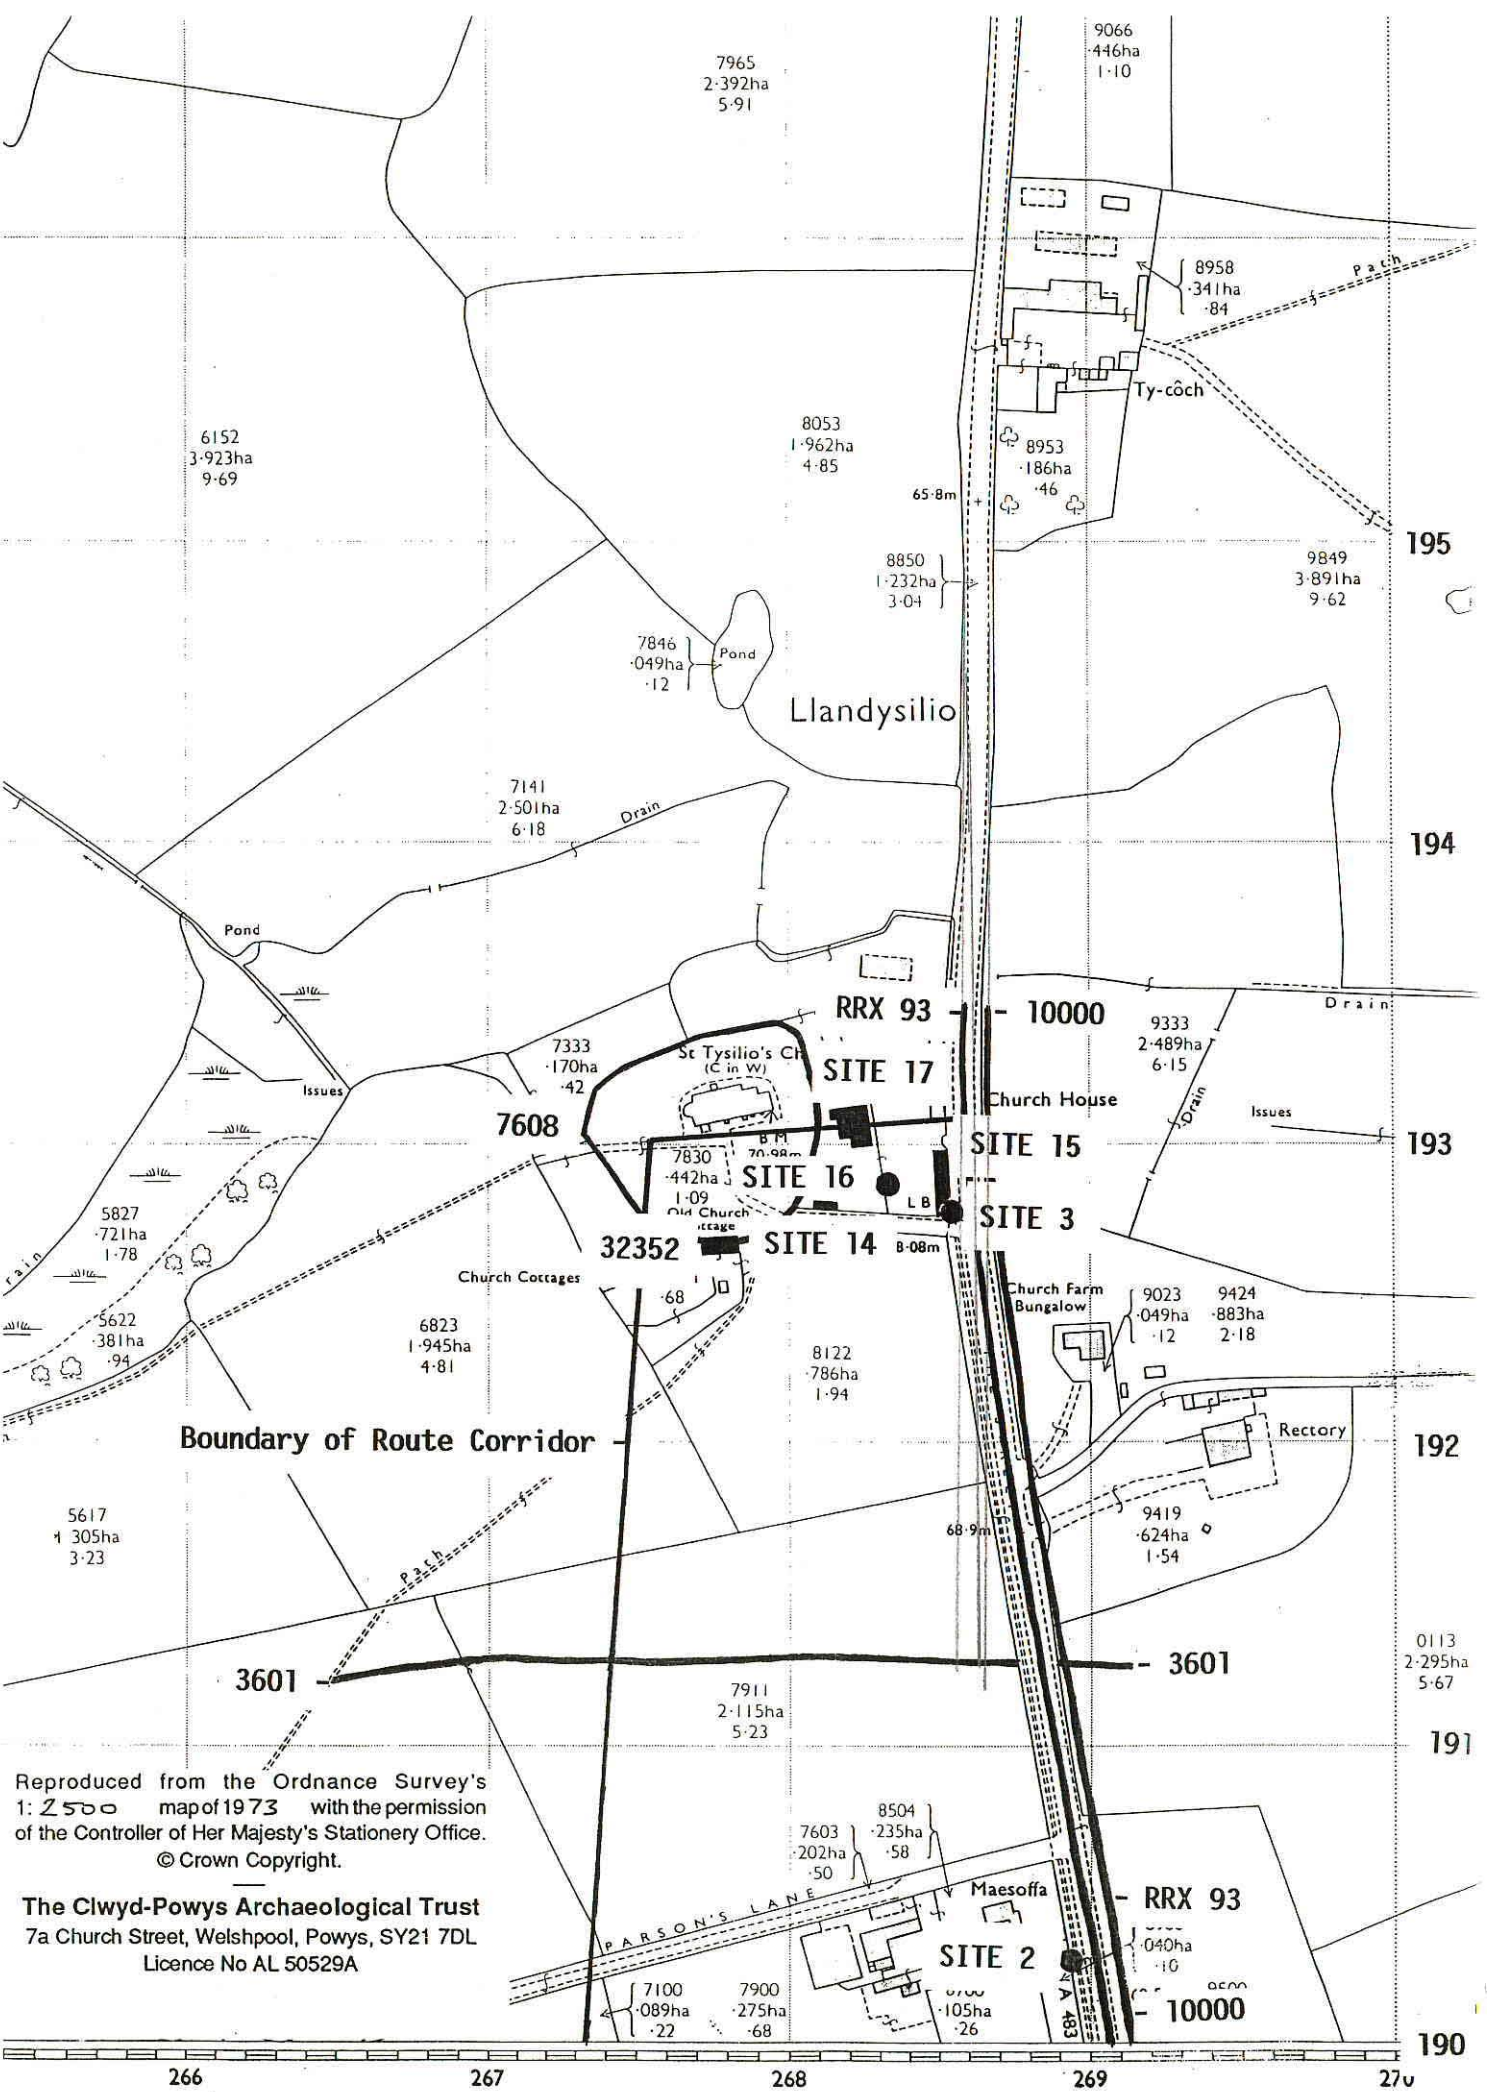 9066
·446ha
1·10
7965
2·392ha
5·91
8958
·341ha
·84
Path
Ty-côch
6152
3·923ha
9·69
8053
1·962ha
4·85
8953
·186ha
·46
65·8m
195
8850
1·232ha
3·04
9849
3·891ha
9·62
7846
·049ha
·12
Pond
Llandysilio
7141
2·501ha
6·18
Drain
194
Pond
RRX 93
10000
Drain
9333
2·489ha
6·15
7333
·170ha
·42
St Tysilio's Ch
(C in W)
SITE 17
Issues
Church House
Drain
Issues
7608
SITE 15
193
B M
70·98m
7830
·442ha
1·09
SITE 16
Old Church
ttage
L B
SITE 3
5827
·721ha
1·78
32352
SITE 14
8·08m
rain
Church Cottages
·68
Church Farm
Bungalow
9023
·049ha
·12
9424
·883ha
2·18
5622
·381ha
·94
6823
1·945ha
4·81
8122
·786ha
1·94
Boundary of Route Corridor
Rectory
192
5617
1 305ha
3·23
Path
68·9m
9419
·624ha
1·54
0113
2·295ha
5·67
3601
3601
7911
2·115ha
5·23
191
Reproduced from the Ordnance Survey's
1: 2500 map of 1973 with the permission
of the Controller of Her Majesty's Stationery Office.
© Crown Copyright.
The Clwyd-Powys Archaeological Trust
7a Church Street, Welshpool, Powys, SY21 7DL
Licence No AL 50529A
8504
·235ha
·58
7603
·202ha
·50
PARSON'S LANE
Maesoffa
RRX 93
SITE 2
·040ha
·10
7100
·089ha
·22
7900
·275ha
·68
·105ha
·26
A 483
10000
190
266
267
268
269
270